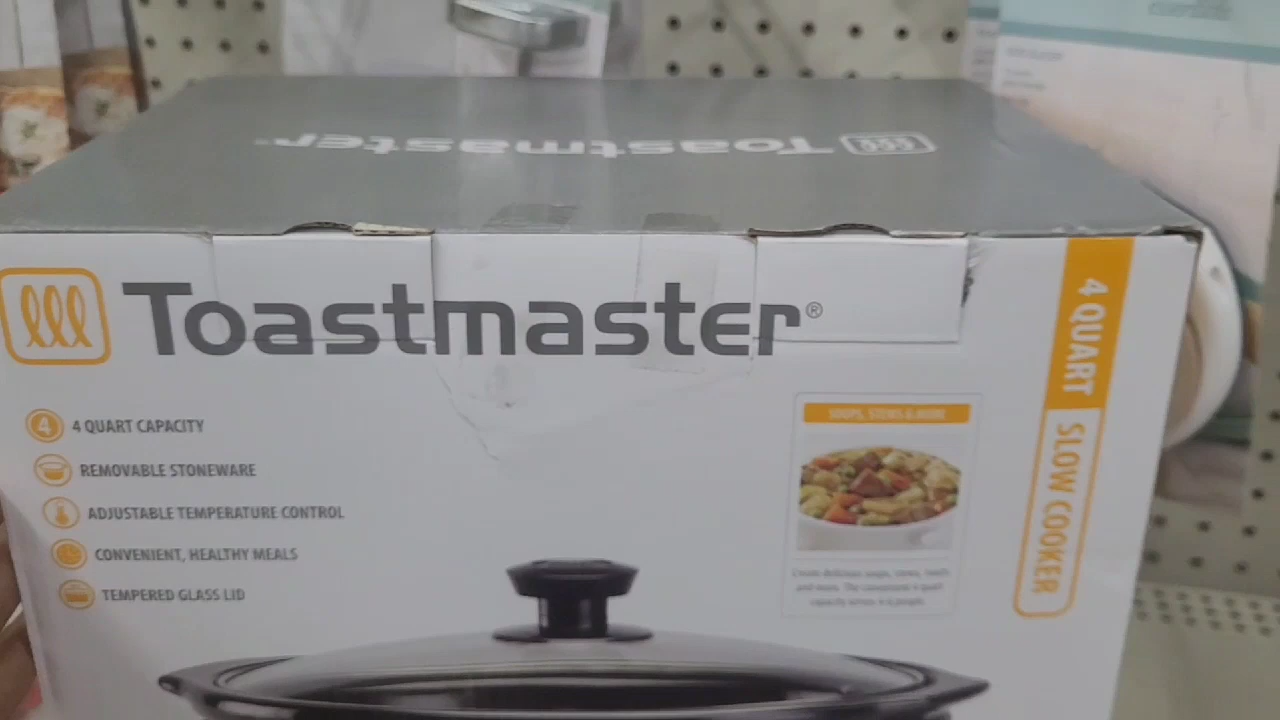 Toastmaster
Toastmaster®
4 QUART CAPACITY
REMOVABLE STONEWARE
ADJUSTABLE TEMPERATURE CONTROL
CONVENIENT, HEALTHY MEALS
TEMPERED GLASS LID
4
SOUPS, STEWS & MORE
4 QUART SLOW COOKER